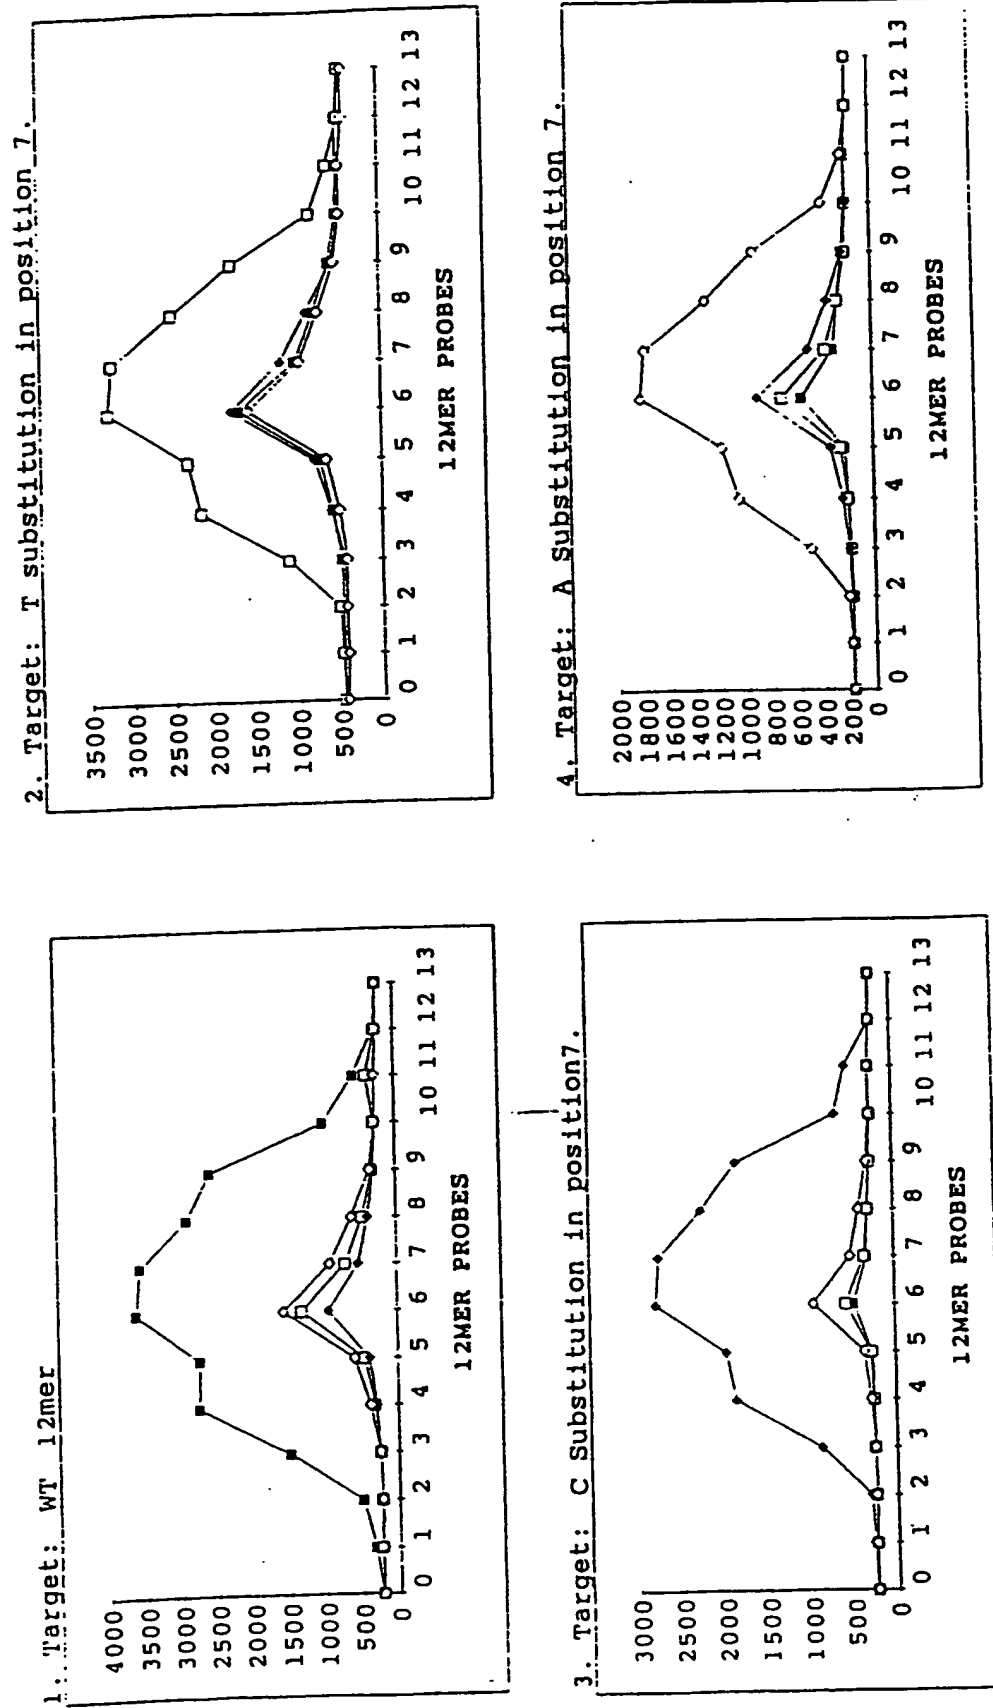 1. Target: WT 12mer
4000
3500
3000
2500
2000
1500
1000
500
0
0 1 2 3 4 5 6 7 8 9 10 11 12 13
12MER PROBES
2. Target: T substitution in position 7.
3500
3000
2500
2000
1500
1000
500
0
0 1 2 3 4 5 6 7 8 9 10 11 12 13
12MER PROBES
3. Target: C Substitution in position7.
3000
2500
2000
1500
1000
500
0
0 1 2 3 4 5 6 7 8 9 10 11 12 13
12MER PROBES
4. Target: A Substitution in position 7.
2000
1800
1600
1400
1200
1000
800
600
400
200
0
0 1 2 3 4 5 6 7 8 9 10 11 12 13
12MER PROBES